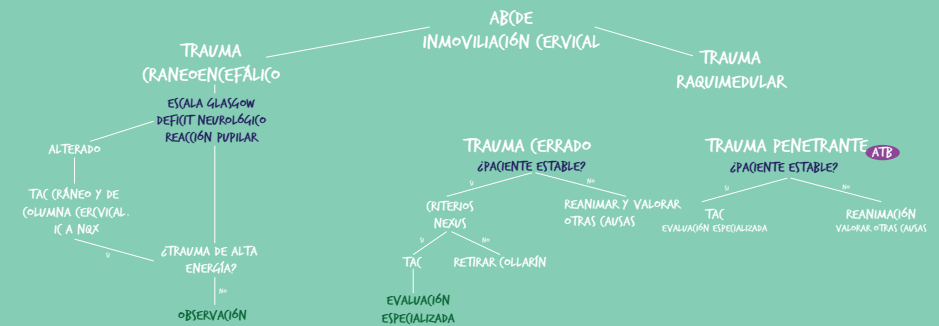 ABCDE
INMOVILIACIÓN CERVICAL
TRAUMA
CRANEOENCEFÁLICO
ESCALA GLASGOW
DEFICIT NEUROLÓGICO
REACCIÓN PUPILAR
ALTERADO
TAC CRÁNEO Y DE
COLUMNA CERCVICAL.
IC A NQX
SI
¿TRAUMA DE ALTA
ENERGÍA?
NO
OBSERVACIÓN
TRAUMA
RAQUIMEDULAR
TRAUMA CERRADO
¿PACIENTE ESTABLE?
SI
NO
CRITERIOS
NEXUS
REANIMAR Y VALORAR
OTRAS CAUSAS
SI
NO
TAC
RETIRAR COLLARÍN
EVALUACIÓN
ESPECIALIZADA
TRAUMA PENETRANTE
ATB
¿PACIENTE ESTABLE?
SI
NO
TAC
EVALUACIÓN ESPECIALIZADA
REANIMACIÓN
VALORAR OTRAS CAUSAS